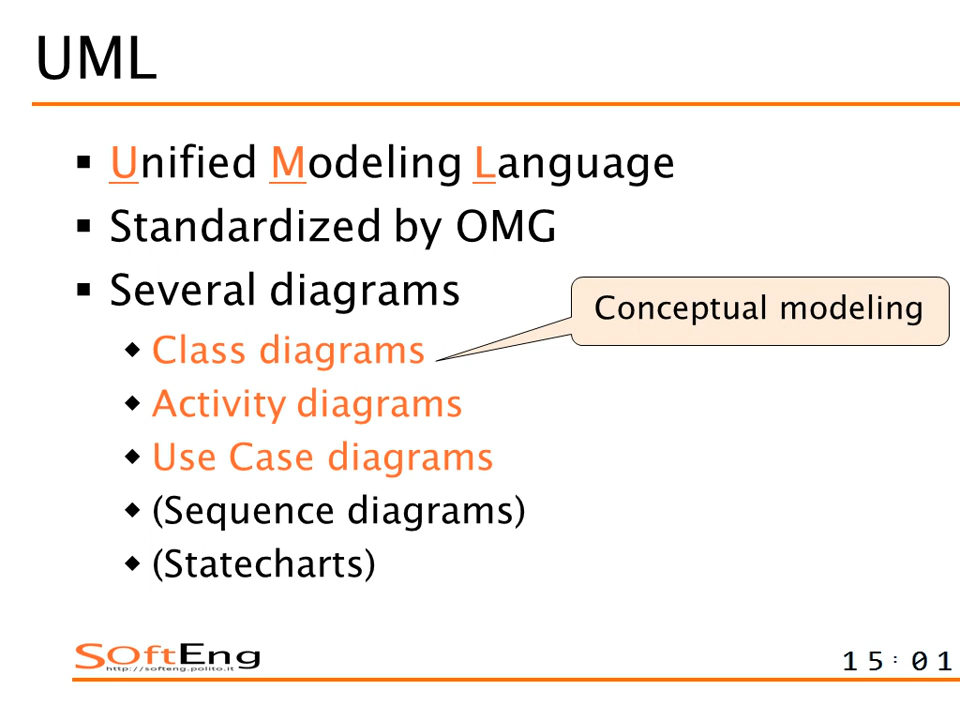 UML
Unified Modeling Language
Standardized by OMG
Several diagrams
Conceptual modeling
Class diagrams
Activity diagrams
Use Case diagrams
(Sequence diagrams)
(Statecharts)
SOftEng
http://softeng.polito.it
15:01